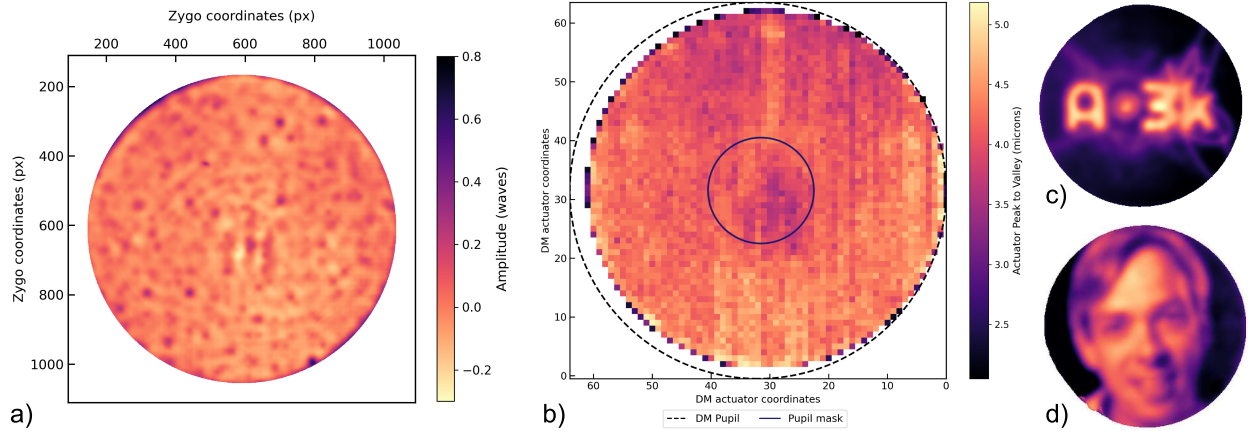 Zygo coordinates (px)
200 400 600 800 1000
200
400
600
800
1000
Zygo coordinates (px)
0.8
0.6
0.4
0.2
0.0
−0.2
Amplitude (waves)
a)
60
50
40
30
20
10
0
DM actuator coordinates
60 50 40 30 20 10 0
DM actuator coordinates
DM Pupil Pupil mask
b)
5.0
4.5
4.0
3.5
3.0
2.5
Actuator Peak to Valley (microns)
c)
d)